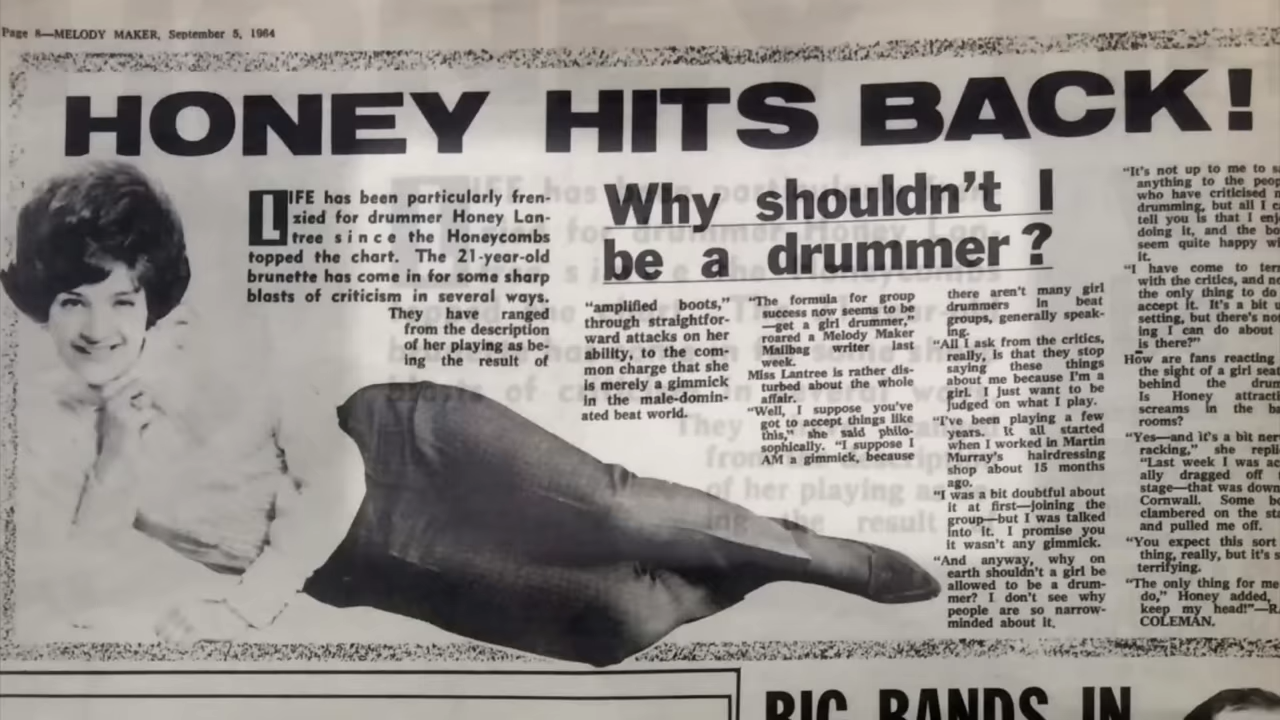 Page 8—MELODY MAKER, September 5, 1964
HONEY HITS BACK!
LIFE has been particularly fren-
zied for drummer Honey Lan-
tree since the Honeycombs
topped the chart. The 21-year-old
brunette has come in for some sharp
blasts of criticism in several ways.
They have ranged
from the description
of her playing as be-
ing the result of
Why shouldn't I
be a drummer?
"amplified boots,"
through straightfor-
ward attacks on her
ability, to the com-
mon charge that she
is merely a gimmick
in the male-domin-
ated beat world.
"The formula for group
success now seems to be
—get a girl drummer,"
roared a Melody Maker
Mailbag writer last
week.
Miss Lantree is rather dis-
turbed about the whole
affair.
"Well, I suppose you've
got to accept things like
this," she said philo-
sophically. "I suppose I
AM a gimmick, because
there aren't many girl
drummers in beat
groups, generally speak-
ing.
"All I ask from the critics,
really, is that they stop
saying these things
about me because I'm a
girl. I just want to be
judged on what I play.
"I've been playing a few
years. It all started
when I worked in Martin
Murray's hairdressing
shop about 15 months
ago.
"I was a bit doubtful about
it at first—joining the
group—but I was talked
into it. I promise you
it wasn't any gimmick.
"And anyway, why on
earth shouldn't a girl be
allowed to be a drum-
mer? I don't see why
people are so narrow-
minded about it.
"It's not up to me to
anything to the
who have criticised
drumming, but all I
tell you is that I
doing it, and the
seem quite happy
it.
"I have come to
with the critics, and
the only thing to do
accept it. It's a bit
setting, but there's
ing I can do about
is there?"
How are fans reacting
the sight of a girl
behind the
Is Honey
screams in the
rooms?
"Yes—and it's a bit
racking," she
"Last week I was
ally dragged off
stage—that was down
Cornwall. Some
clambered on the
and pulled me off.
"You expect this sort
thing, really, but it's
terrifying.
"The only thing for me
do," Honey added,
keep my head!"—
COLEMAN.
BIG BANDS IN